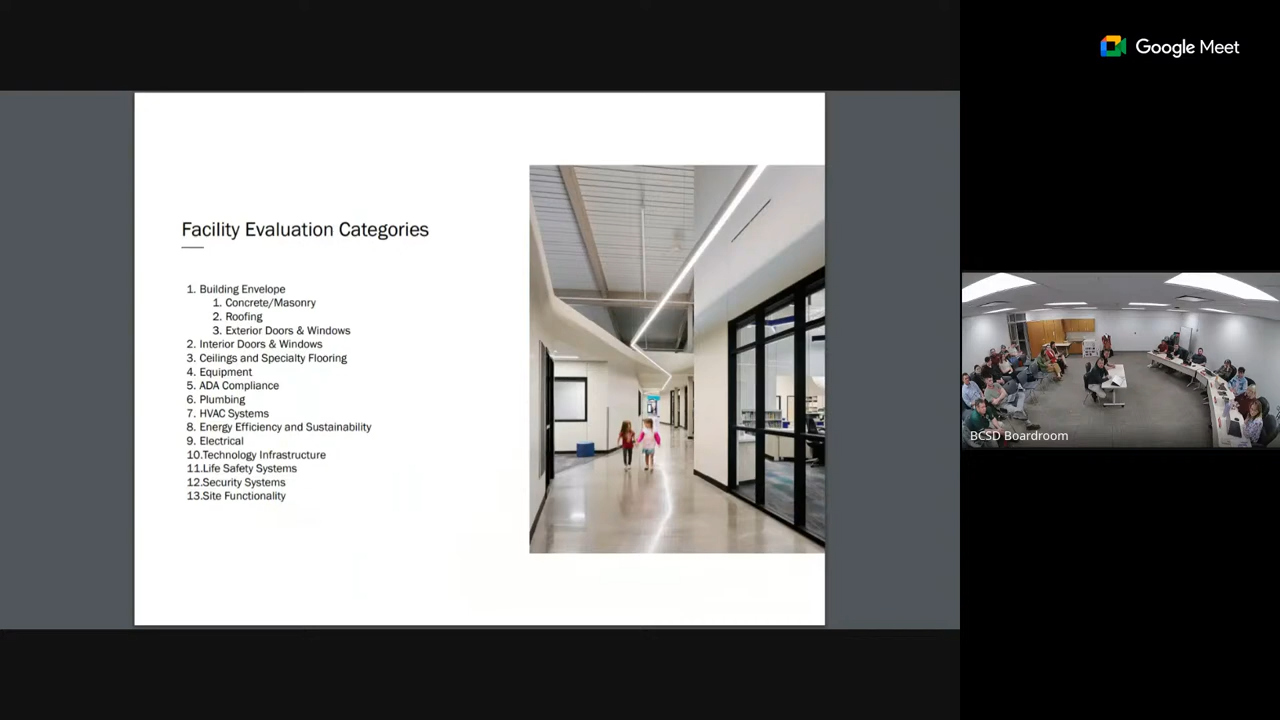 Google Meet
Facility Evaluation Categories
1. Building Envelope
1. Concrete/Masonry
2. Roofing
3. Exterior Doors & Windows
2. Interior Doors & Windows
3. Ceilings and Specialty Flooring
4. Equipment
5. ADA Compliance
6. Plumbing
7. HVAC Systems
8. Energy Efficiency and Sustainability
9. Electrical
10.Technology Infrastructure
11.Life Safety Systems
12.Security Systems
13.Site Functionality
BCSD Boardroom